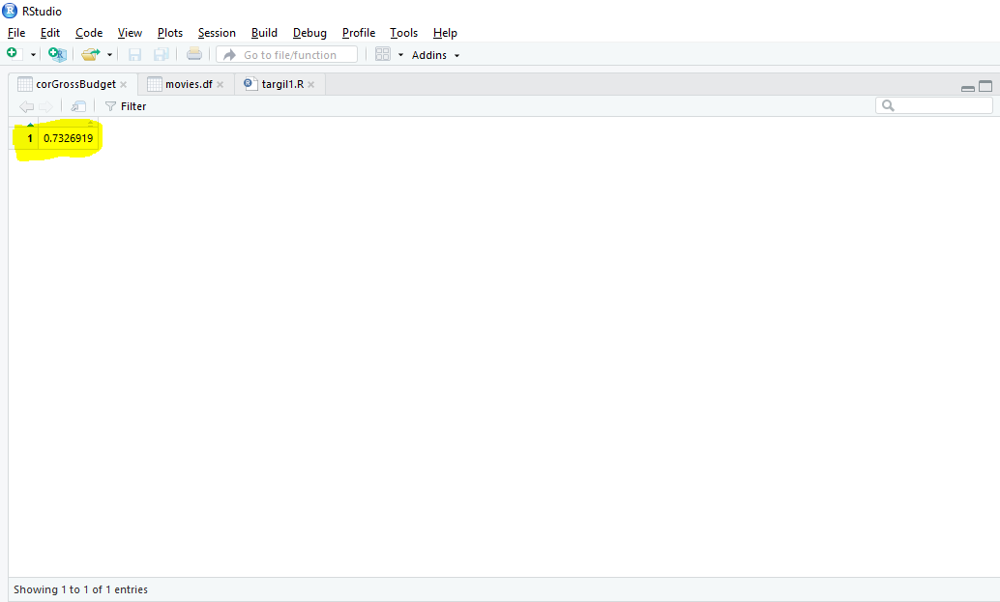 RStudio
File Edit Code View Plots Session Build Debug Profile Tools Help
Go to file/function Addins
corGrossBudget movies.df targil1.R
Filter
1 0.7326919
Showing 1 to 1 of 1 entries